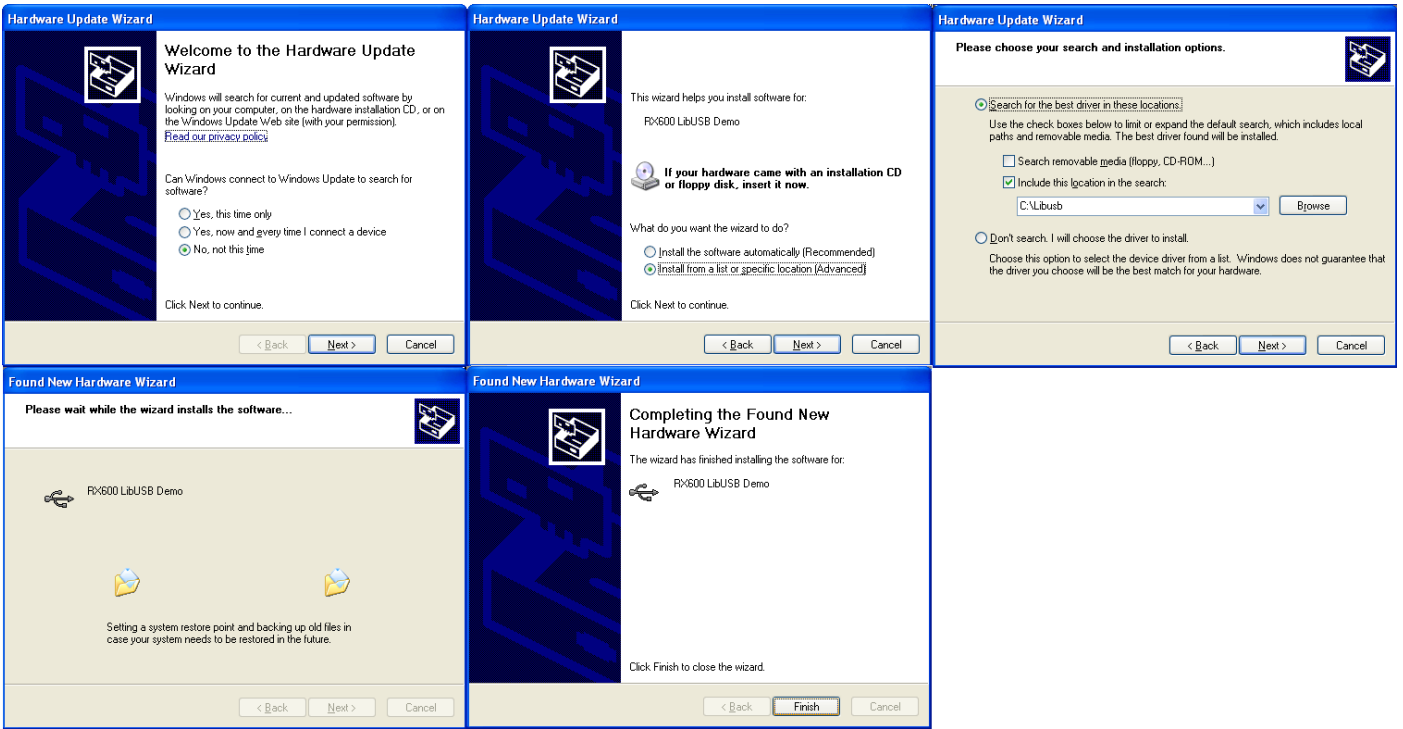 Hardware Update Wizard
Welcome to the Hardware Update
Wizard
Windows will search for current and updated software by
looking on your computer, on the hardware installation CD, or on
the Windows Update Web site (with your permission).
Read our privacy policy
Can Windows connect to Windows Update to search for
software?
Yes, this time only
Yes, now and every time I connect a device
No, not this time
Click Next to continue.
< Back
Next >
Cancel
Hardware Update Wizard
This wizard helps you install software for:
RX600 LibUSB Demo
If your hardware came with an installation CD
or floppy disk, insert it now.
What do you want the wizard to do?
Install the software automatically (Recommended)
Install from a list or specific location (Advanced)
Click Next to continue.
< Back
Next >
Cancel
Hardware Update Wizard
Please choose your search and installation options.
Search for the best driver in these locations.
Use the check boxes below to limit or expand the default search, which includes local
paths and removable media. The best driver found will be installed.
Search removable media (floppy, CD-ROM...)
Include this location in the search:
C:\Libusb
Browse
Don't search. I will choose the driver to install.
Choose this option to select the device driver from a list. Windows does not guarantee that
the driver you choose will be the best match for your hardware.
< Back
Next >
Cancel
Found New Hardware Wizard
Please wait while the wizard installs the software...
RX600 LibUSB Demo
Setting a system restore point and backing up old files in
case your system needs to be restored in the future.
< Back
Next >
Cancel
Found New Hardware Wizard
Completing the Found New
Hardware Wizard
The wizard has finished installing the software for:
RX600 LibUSB Demo
Click Finish to close the wizard.
< Back
Finish
Cancel